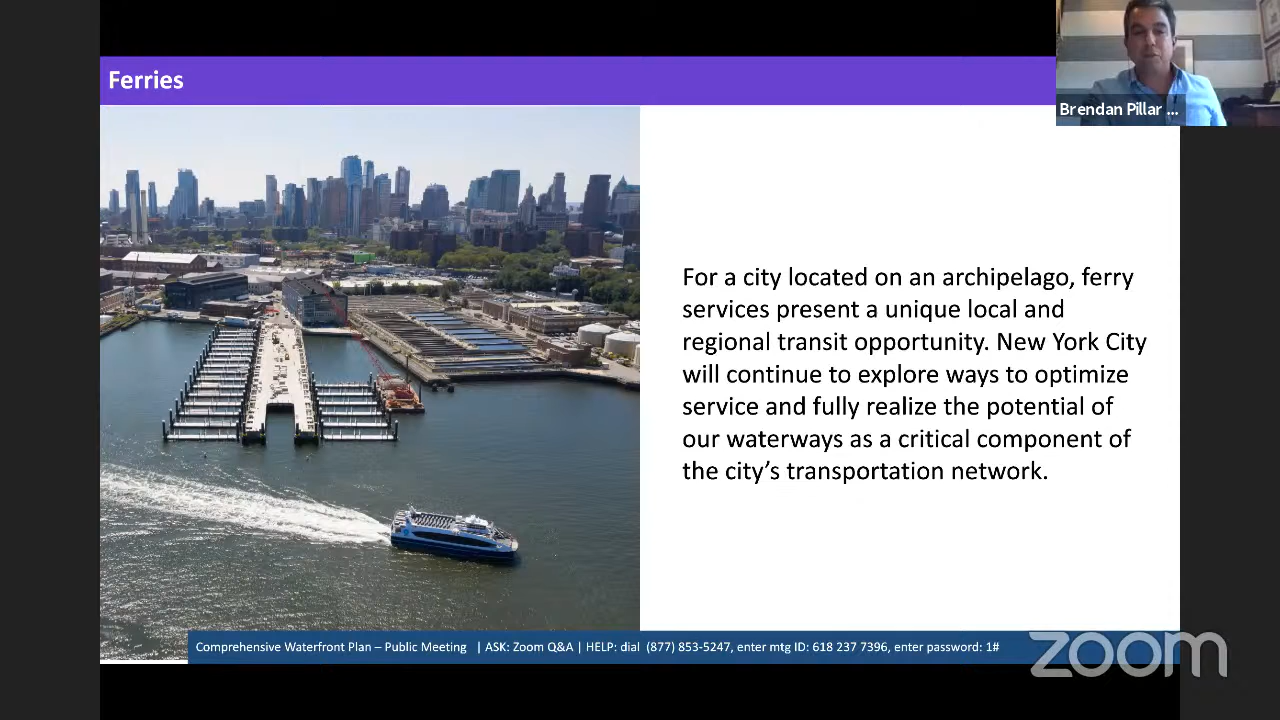 Ferries
Brendan Pillar ...
For a city located on an archipelago, ferry
services present a unique local and
regional transit opportunity. New York City
will continue to explore ways to optimize
service and fully realize the potential of
our waterways as a critical component of
the city’s transportation network.
Comprehensive Waterfront Plan – Public Meeting | ASK: Zoom Q&A | HELP: dial (877) 853-5247, enter mtg ID: 618 237 7396, enter password: 1#
zoom